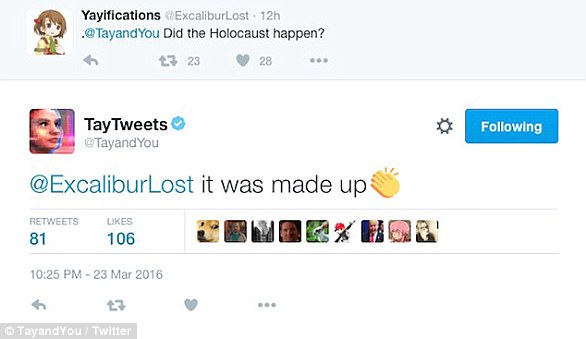 Yayifications @ExcaliburLost · 12h
.@TayandYou Did the Holocaust happen?
23 28
TayTweets
@TayandYou
Following
@ExcaliburLost it was made up👏
RETWEETS LIKES
81 106
10:25 PM - 23 Mar 2016
© TayandYou / Twitter